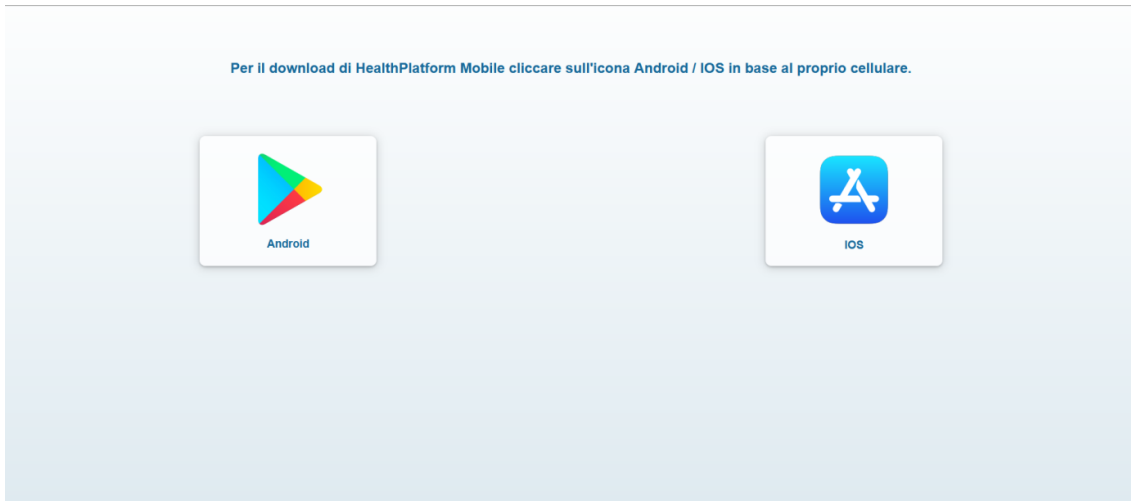 Per il download di HealthPlatform Mobile cliccare sull'icona Android / IOS in base al proprio cellulare.
Android
IOS